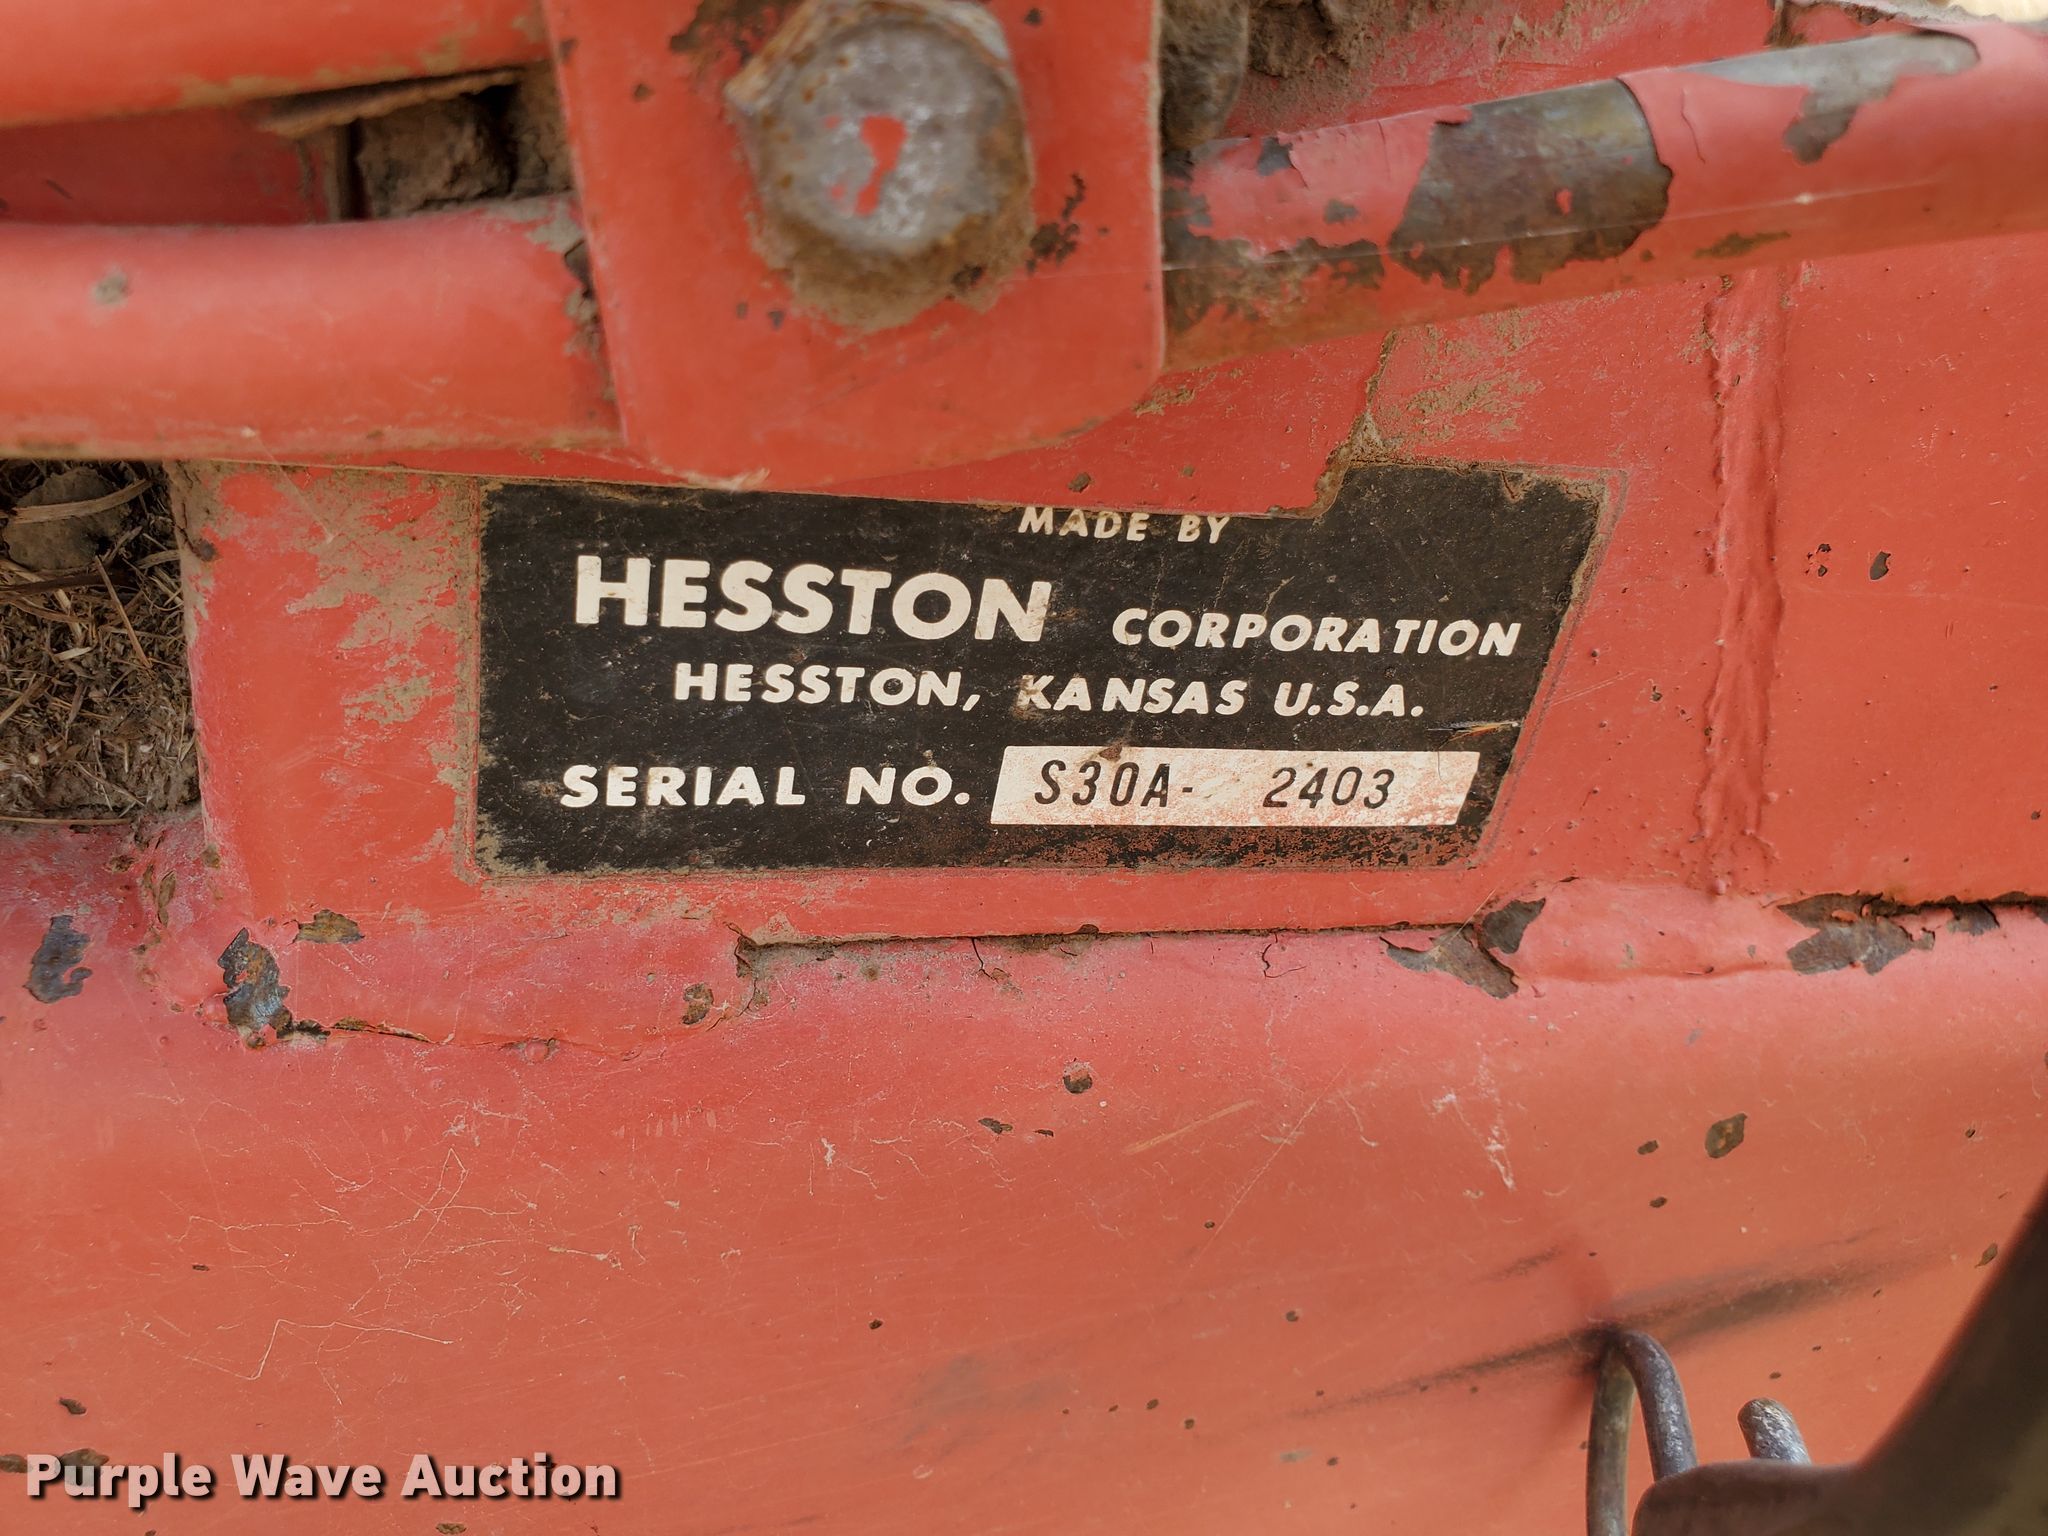 MADE BY
HESSTON CORPORATION
HESSTON, KANSAS U.S.A.
SERIAL NO. S30A- 2403
Purple Wave Auction